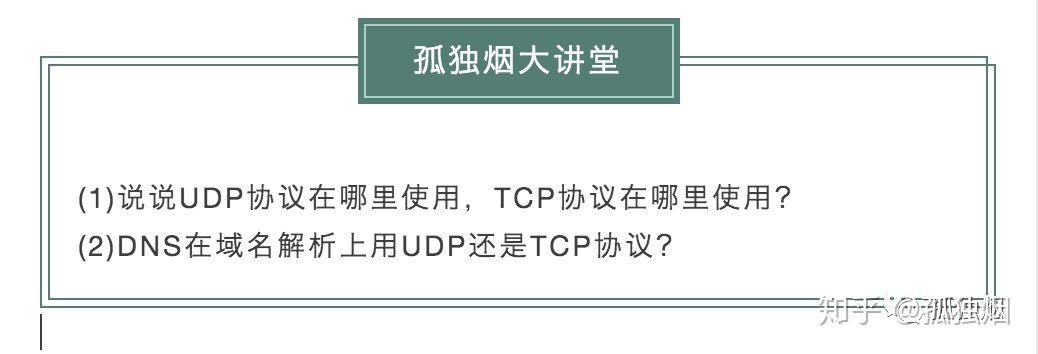 孤独烟大讲堂
(1)说说UDP协议在哪里使用，TCP协议在哪里使用？
(2)DNS在域名解析上用UDP还是TCP协议？
知乎 @孤独烟